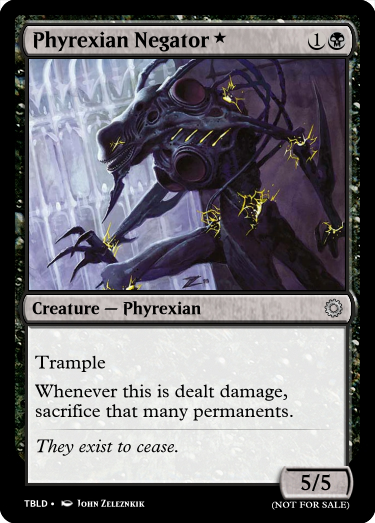 Phyrexian Negator ★ 1
Creature — Phyrexian
Trample
Whenever this is dealt damage,
sacrifice that many permanents.
They exist to cease.
5/5
TBLD • John Zeleznkik
(NOT FOR SALE)